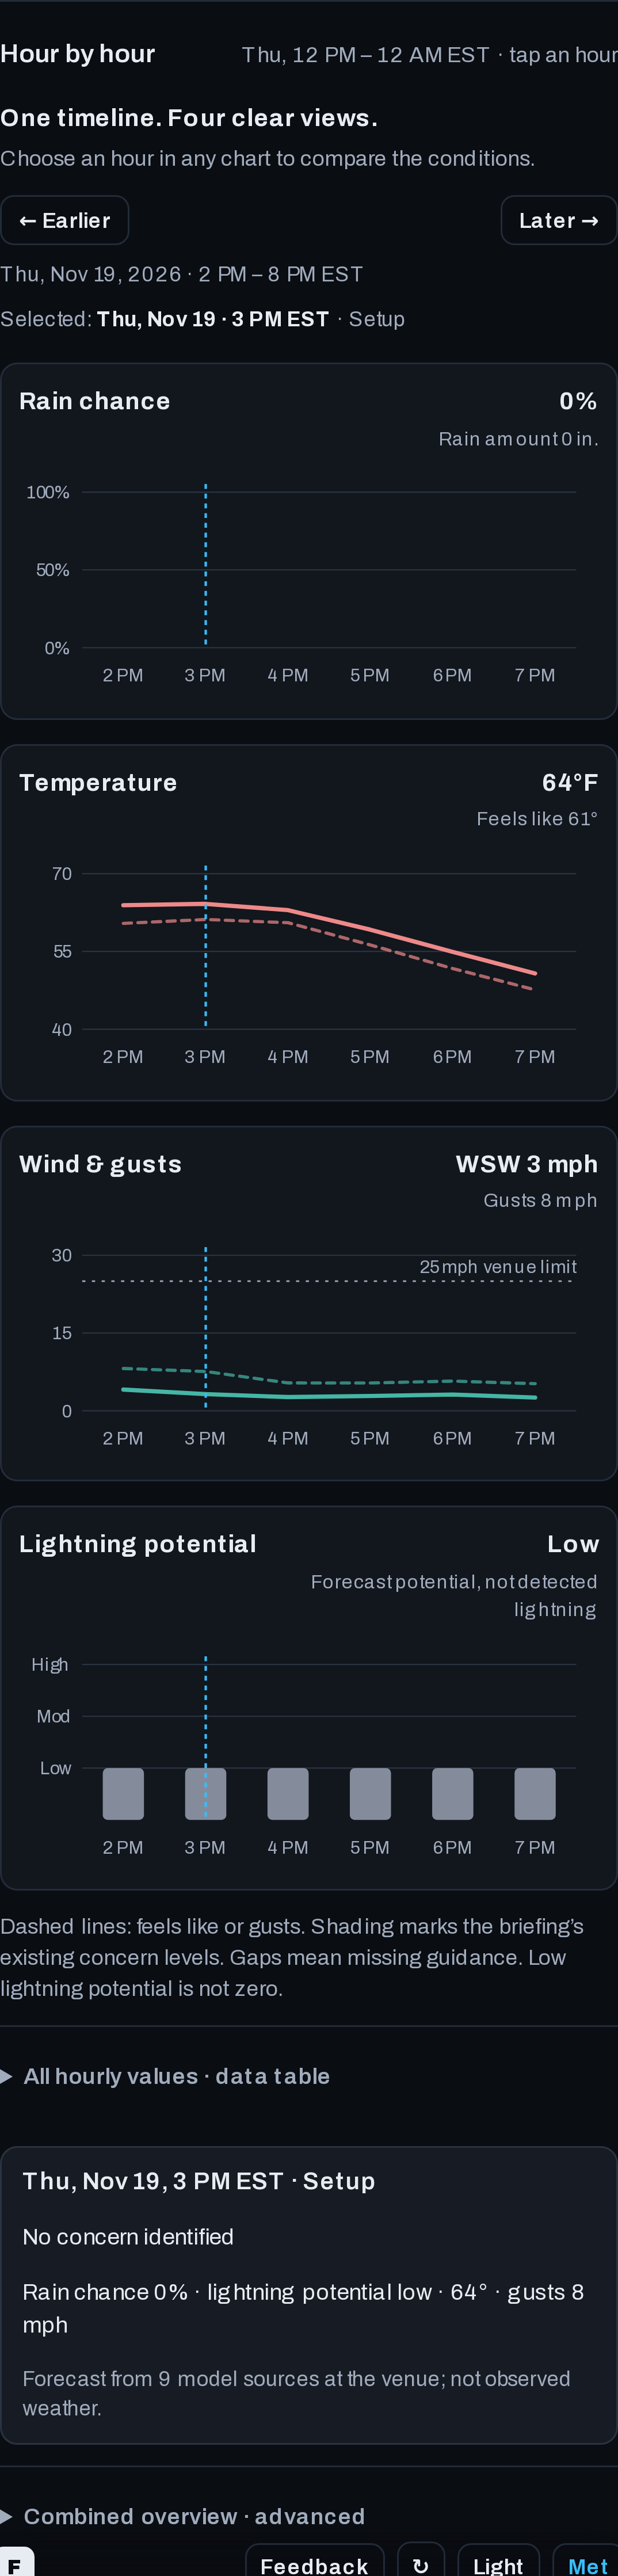 Hour by hour
Thu, 12 PM – 12 AM EST · tap an hour
One timeline. Four clear views.
Choose an hour in any chart to compare the conditions.
← Earlier
Later →
Thu, Nov 19, 2026 · 2 PM – 8 PM EST
Selected: Thu, Nov 19 · 3 PM EST · Setup
Rain chance
0%
Rain amount 0 in.
100%
50%
0%
2 PM 3 PM 4 PM 5 PM 6 PM 7 PM
Temperature
64°F
Feels like 61°
70
55
40
2 PM 3 PM 4 PM 5 PM 6 PM 7 PM
Wind & gusts
WSW 3 mph
Gusts 8 mph
30
25 mph venue limit
15
0
2 PM 3 PM 4 PM 5 PM 6 PM 7 PM
Lightning potential
Low
Forecast potential, not detected
lightning
High
Mod
Low
2 PM 3 PM 4 PM 5 PM 6 PM 7 PM
Dashed lines: feels like or gusts. Shading marks the briefing’s
existing concern levels. Gaps mean missing guidance. Low
lightning potential is not zero.
▶ All hourly values · data table
Thu, Nov 19, 3 PM EST · Setup
No concern identified
Rain chance 0% · lightning potential low · 64° · gusts 8
mph
Forecast from 9 model sources at the venue; not observed
weather.
▶ Combined overview · advanced
F
Feedback
↻
Light
Met